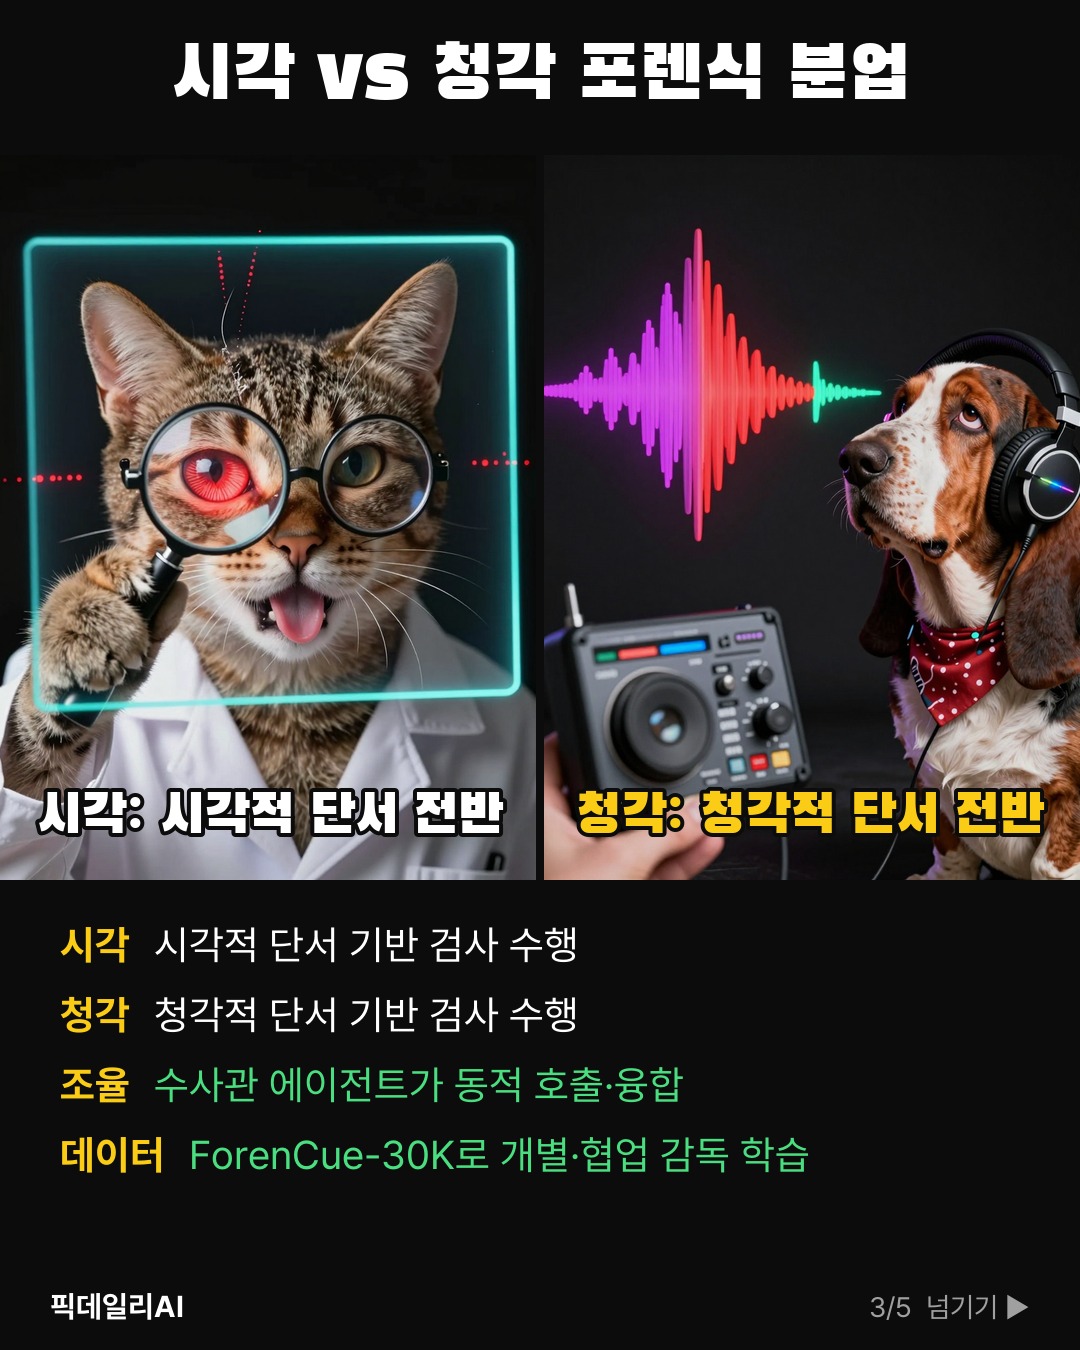 시각 vs 청각 포렌식 분업
시각: 시각적 단서 전반
청각: 청각적 단서 전반
시각 시각적 단서 기반 검사 수행
청각 청각적 단서 기반 검사 수행
조율 수사관 에이전트가 동적 호출·융합
데이터 ForenCue-30K로 개별·협업 감독 학습
픽데일리AI
3/5 넘기기 ▶